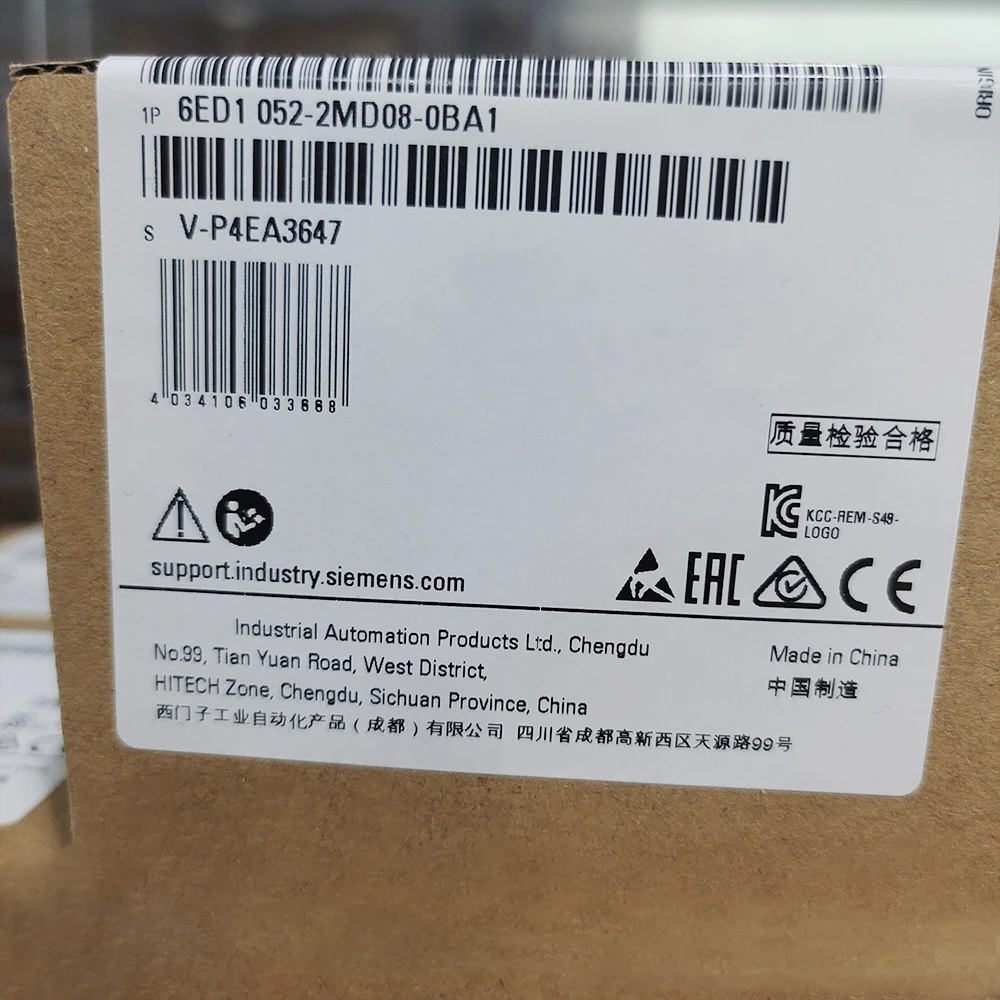 ORIGIN
1P 6ED1 052-2MD08-0BA1
S V-P4EA3647
4 034106 033668
质量检验合格
KCC-REM-S49-
LOGO
support.industry.siemens.com
EAC
CE
Industrial Automation Products Ltd., Chengdu
No.99, Tian Yuan Road, West District,
HITECH Zone, Chengdu, Sichuan Province, China
西门子工业自动化产品(成都)有限公司 四川省成都高新西区天源路99号
Made in China
中国制造